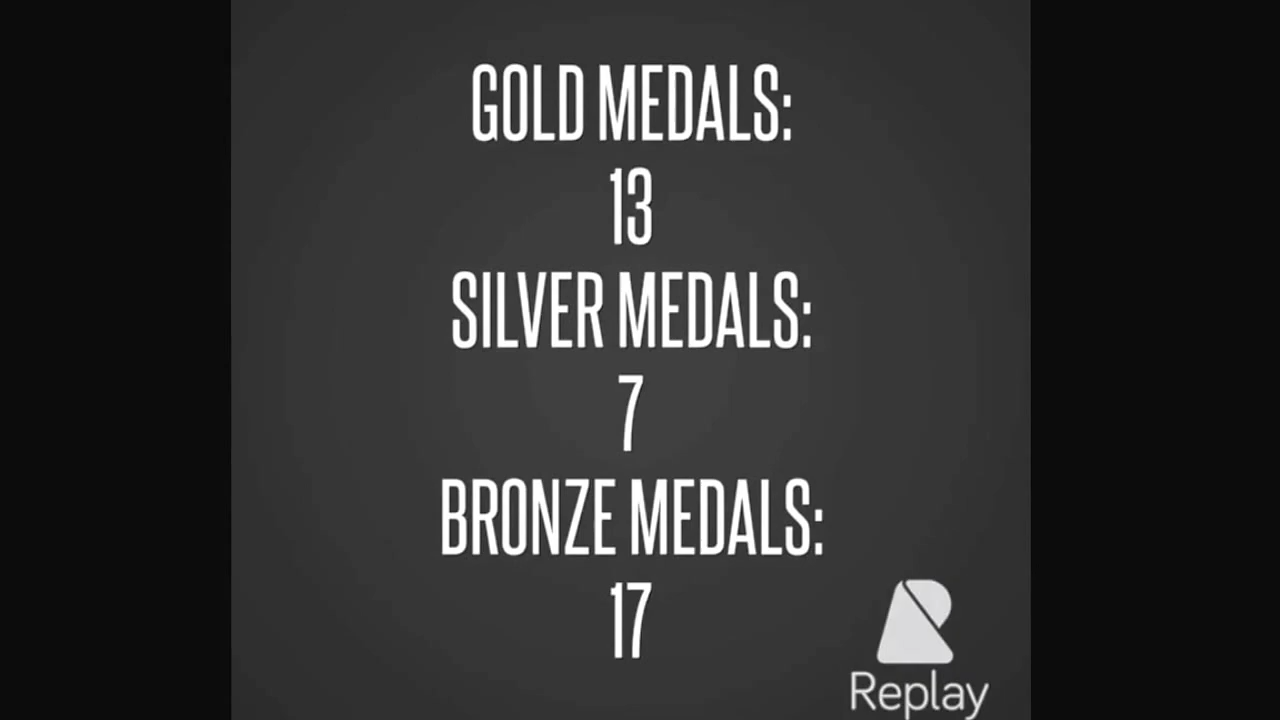 GOLD MEDALS:
13
SILVER MEDALS:
7
BRONZE MEDALS:
17
Replay